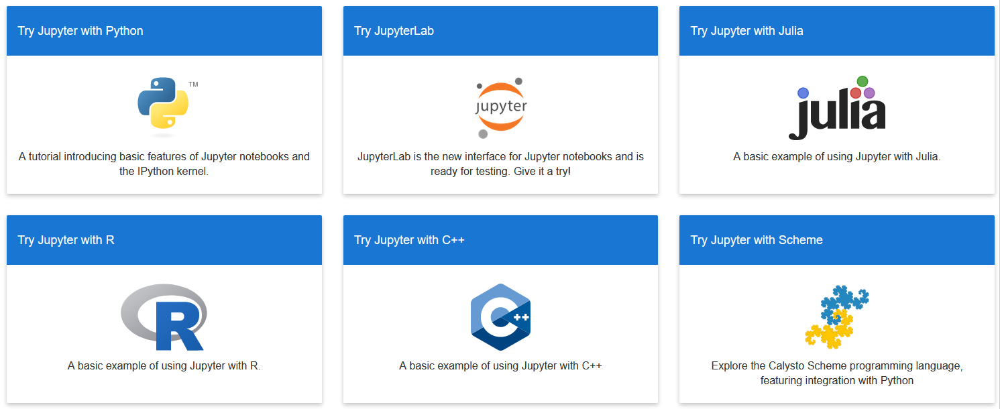 Try Jupyter with Python
TM
A tutorial introducing basic features of Jupyter notebooks and
the IPython kernel.
Try JupyterLab
jupyter
JupyterLab is the new interface for Jupyter notebooks and is
ready for testing. Give it a try!
Try Jupyter with Julia
julia
A basic example of using Jupyter with Julia.
Try Jupyter with R
R
A basic example of using Jupyter with R.
Try Jupyter with C++
C++
A basic example of using Jupyter with C++
Try Jupyter with Scheme
Explore the Calysto Scheme programming language,
featuring integration with Python